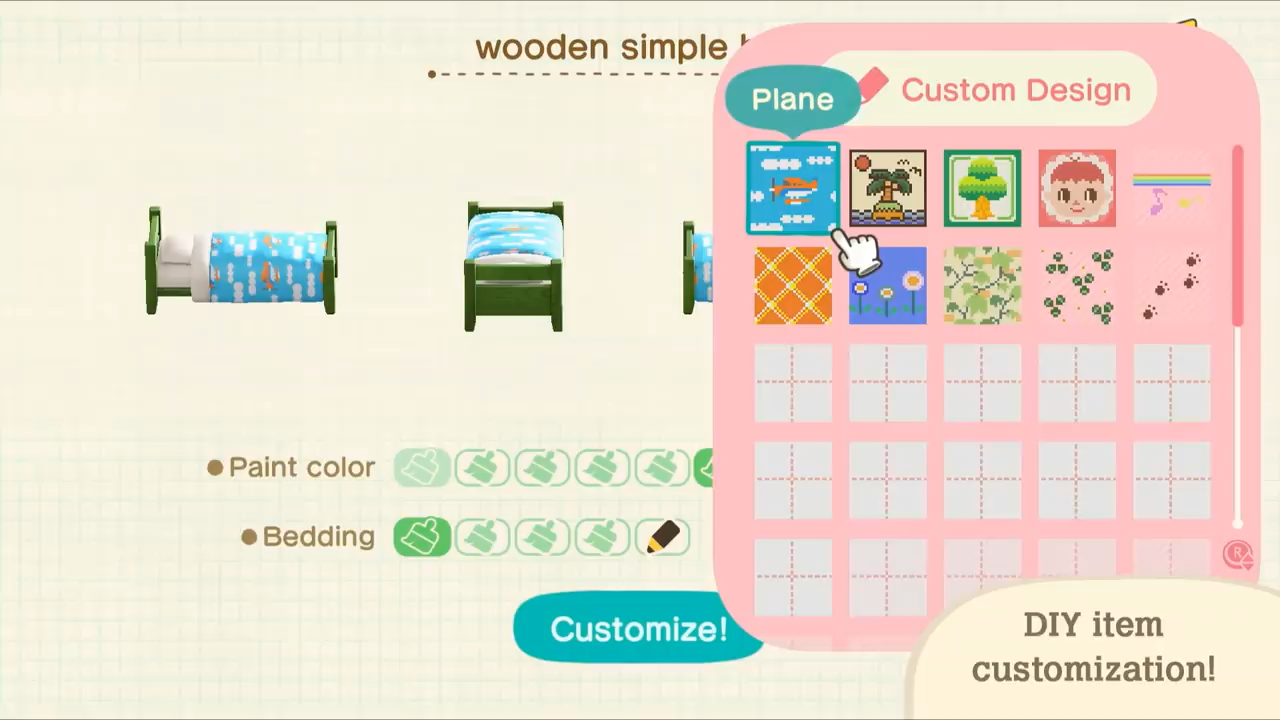 wooden simple
Plane
Custom Design
Paint color
Bedding
Customize!
R
DIY item
customization!